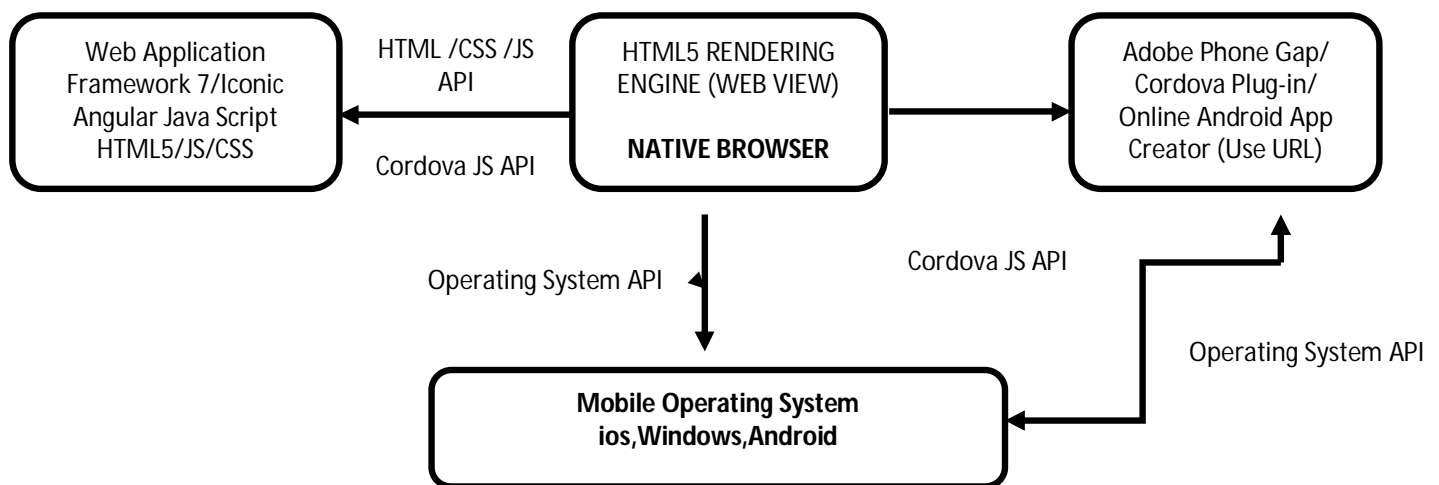 Web Application
Framework 7/Iconic
Angular Java Script
HTML5/JS/CSS
HTML /CSS /JS
API
Cordova JS API
HTML5 RENDERING
ENGINE (WEB VIEW)
NATIVE BROWSER
Adobe Phone Gap/
Cordova Plug-in/
Online Android App
Creator (Use URL)
Operating System API
Cordova JS API
Operating System API
Mobile Operating System
ios,Windows,Android